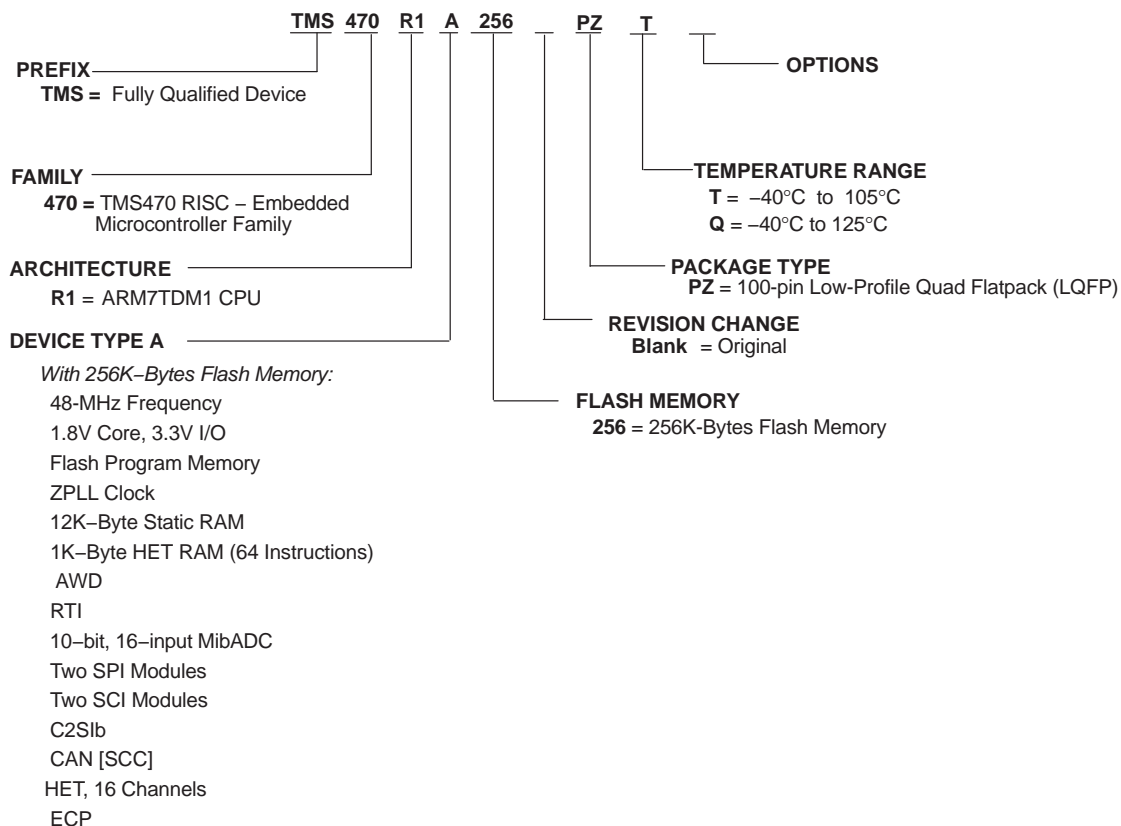 TMS 470 R1 A 256 PZ T
OPTIONS
PREFIX
TMS = Fully Qualified Device
FAMILY
470 = TMS470 RISC − Embedded
Microcontroller Family
TEMPERATURE RANGE
T = −40°C to 105°C
Q = −40°C to 125°C
ARCHITECTURE
R1 = ARM7TDM1 CPU
PACKAGE TYPE
PZ = 100-pin Low-Profile Quad Flatpack (LQFP)
REVISION CHANGE
Blank = Original
DEVICE TYPE A
With 256K−Bytes Flash Memory:
48-MHz Frequency
1.8V Core, 3.3V I/O
Flash Program Memory
ZPLL Clock
12K−Byte Static RAM
1K−Byte HET RAM (64 Instructions)
AWD
RTI
10−bit, 16−input MibADC
Two SPI Modules
Two SCI Modules
C2SIb
CAN [SCC]
HET, 16 Channels
ECP
FLASH MEMORY
256 = 256K-Bytes Flash Memory